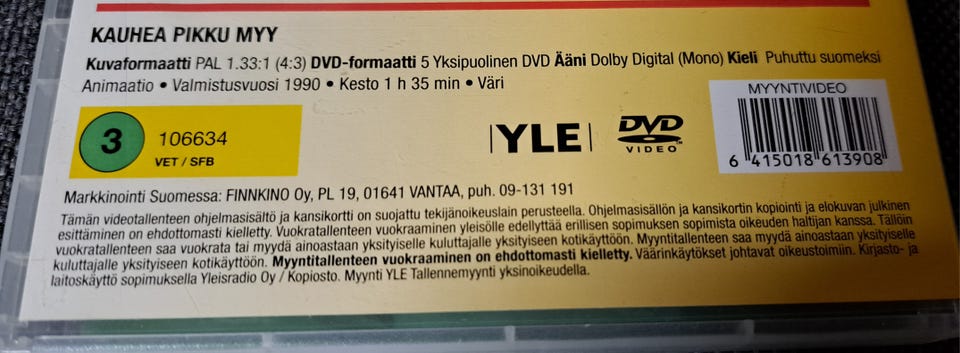 KAUHEA PIKKU MYY
Kuvaformaatti PAL 1.33:1 (4:3) DVD-formaatti 5 Yksipuolinen DVD Ääni Dolby Digital (Mono) Kieli Puhuttu suomeksi
Animaatio • Valmistusvuosi 1990 • Kesto 1 h 35 min • Väri
MYYNTIVIDEO
3 106634
VET / SFB
YLE
DVD
VIDEO
6 415018 613908
Markkinointi Suomessa: FINNKINO Oy, PL 19, 01641 VANTAA, puh. 09-131 191
Tämän videotallenteen ohjelmasisältö ja kansikortti on suojattu tekijänoikeuslain perusteella. Ohjelmasisällön ja kansikortin kopiointi ja elokuvan julkinen
esittäminen on ehdottomasti kielletty. Vuokratallenteen vuokraaminen yleisölle edellyttää erillisen sopimuksen sopimista oikeuden haltijan kanssa. Tällöin
vuokratallenteen saa vuokrata tai myydä ainoastaan yksityiselle kuluttajalle yksityiseen kotikäyttöön. Myyntitallenteen saa myydä ainoastaan yksityiselle
kuluttajalle yksityiseen kotikäyttöön. Myyntitallenteen vuokraaminen on ehdottomasti kielletty. Väärinkäytökset johtavat oikeustoimiin. Kirjasto- ja
laitoskäyttö sopimuksella Yleisradio Oy / Kopiosto. Myynti YLE Tallennemyynti yksinoikeudella.